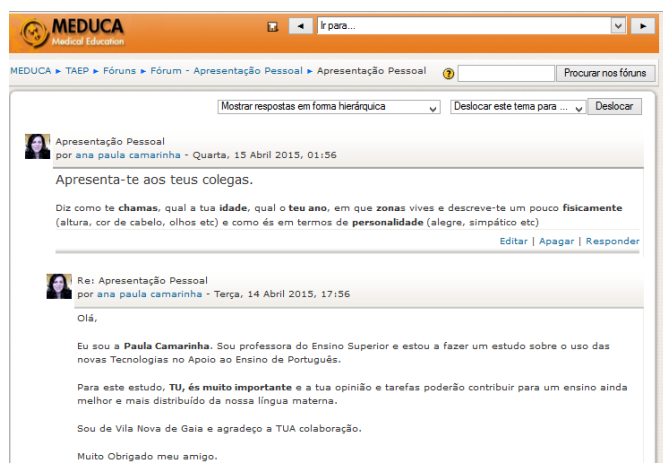 MEDUCA
Medical Education
Ir para...
MEDUCA ► TAEP ► Fóruns ► Fórum - Apresentação Pessoal ► Apresentação Pessoal
Procurar nos fóruns
Mostrar respostas em forma hierárquica
Deslocar este tema para ...
Deslocar
Apresentação Pessoal
por ana paula camarinha - Quarta, 15 Abril 2015, 01:56
Apresenta-te aos teus colegas.
Diz como te chamas, qual a tua idade, qual o teu ano, em que zonas vives e descreve-te um pouco fisicamente
(altura, cor de cabelo, olhos etc) e como és em termos de personalidade (alegre, simpático etc)
Editar | Apagar | Responder
Re: Apresentação Pessoal
por ana paula camarinha - Terça, 14 Abril 2015, 17:56
Olá,
Eu sou a Paula Camarinha. Sou professora do Ensino Superior e estou a fazer um estudo sobre o uso das
novas Tecnologias no Apoio ao Ensino de Português.
Para este estudo, TU, és muito importante e a tua opinião e tarefas poderão contribuir para um ensino ainda
melhor e mais distribuído da nossa língua materna.
Sou de Vila Nova de Gaia e agradeço a TUA colaboração.
Muito Obrigado meu amigo.